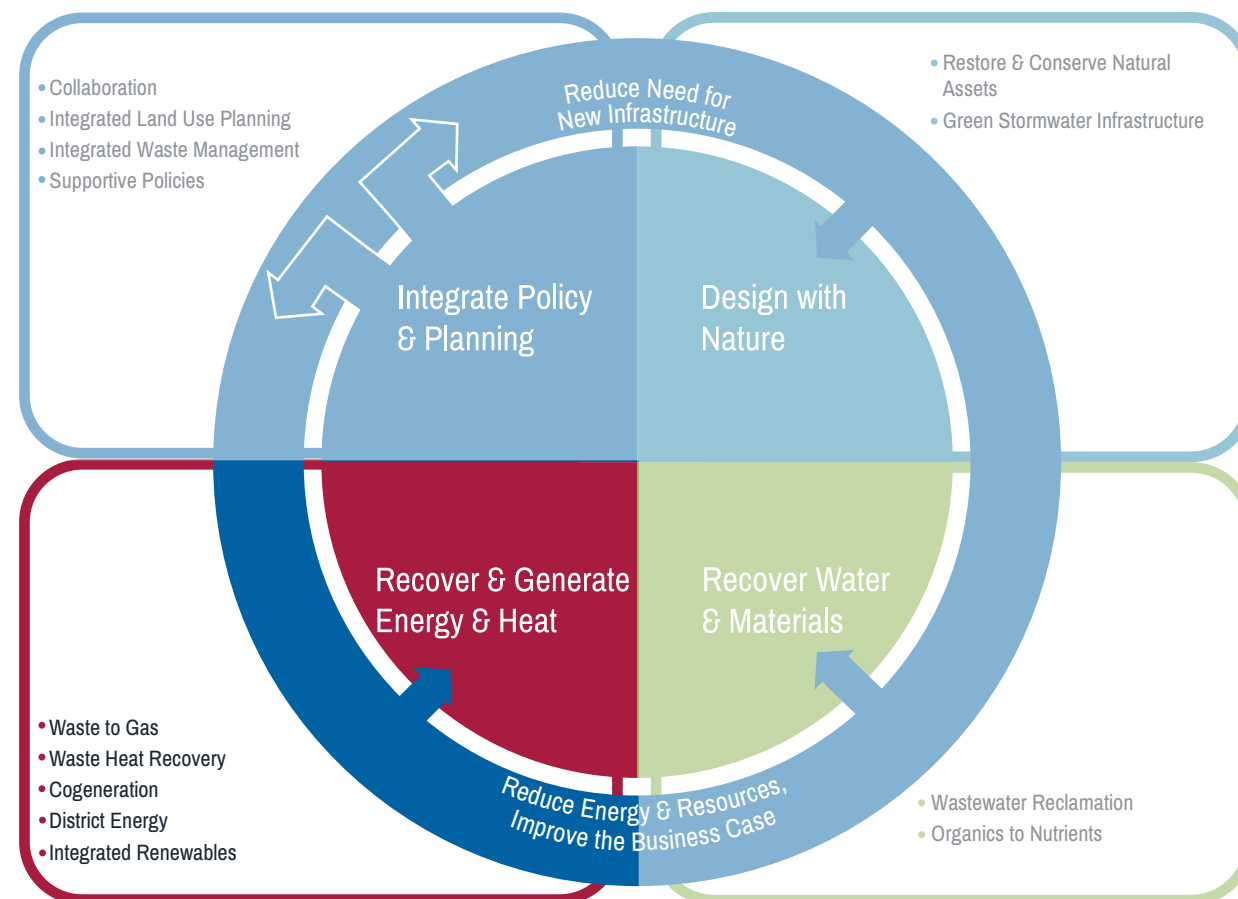 Collaboration
Integrated Land Use Planning
Integrated Waste Management
Supportive Policies
Reduce Need for
New Infrastructure
Restore & Conserve Natural
Assets
Green Stormwater Infrastructure
Integrate Policy
& Planning
Design with
Nature
Recover & Generate
Energy & Heat
Recover Water
& Materials
Waste to Gas
Waste Heat Recovery
Cogeneration
District Energy
Integrated Renewables
Reduce Energy & Resources,
Improve the Business Case
Wastewater Reclamation
Organics to Nutrients